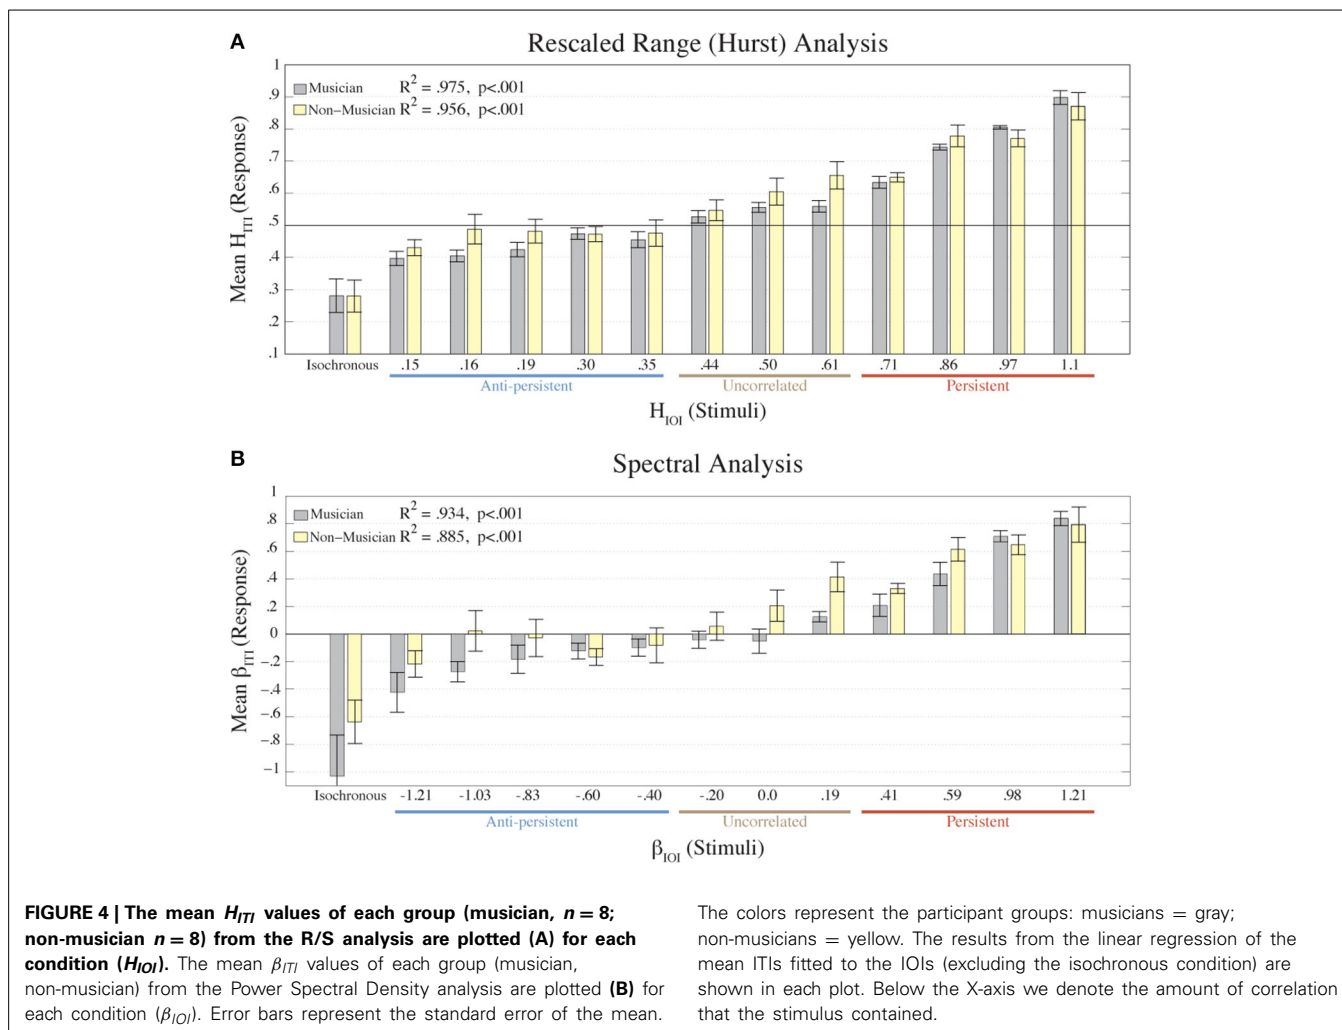 A
Rescaled Range (Hurst) Analysis
Mean H_ITI (Response)
1
.9
.8
.7
.6
.5
.4
.3
.2
.1
Musician R² = .975, p<.001
Non–Musician R² = .956, p<.001
Isochronous .15 .16 .19 .30 .35 .44 .50 .61 .71 .86 .97 1.1
Anti-persistent Uncorrelated Persistent
H_IOI (Stimuli)
B
Spectral Analysis
Mean β_ITI (Response)
1
.8
.6
.4
.2
0
–.2
–.4
–.6
–.8
–1
Musician R² = .934, p<.001
Non–Musician R² = .885, p<.001
Isochronous -1.21 -1.03 -.83 -.60 -.40 -.20 0.0 .19 .41 .59 .98 1.21
Anti-persistent Uncorrelated Persistent
β_IOI (Stimuli)
FIGURE 4 | The mean H_ITI values of each group (musician, n = 8;
non-musician n = 8) from the R/S analysis are plotted (A) for each
condition (H_IOI). The mean β_ITI values of each group (musician,
non-musician) from the Power Spectral Density analysis are plotted (B) for
each condition (β_IOI). Error bars represent the standard error of the mean.
The colors represent the participant groups: musicians = gray;
non-musicians = yellow. The results from the linear regression of the
mean ITIs fitted to the IOIs (excluding the isochronous condition) are
shown in each plot. Below the X-axis we denote the amount of correlation
that the stimulus contained.